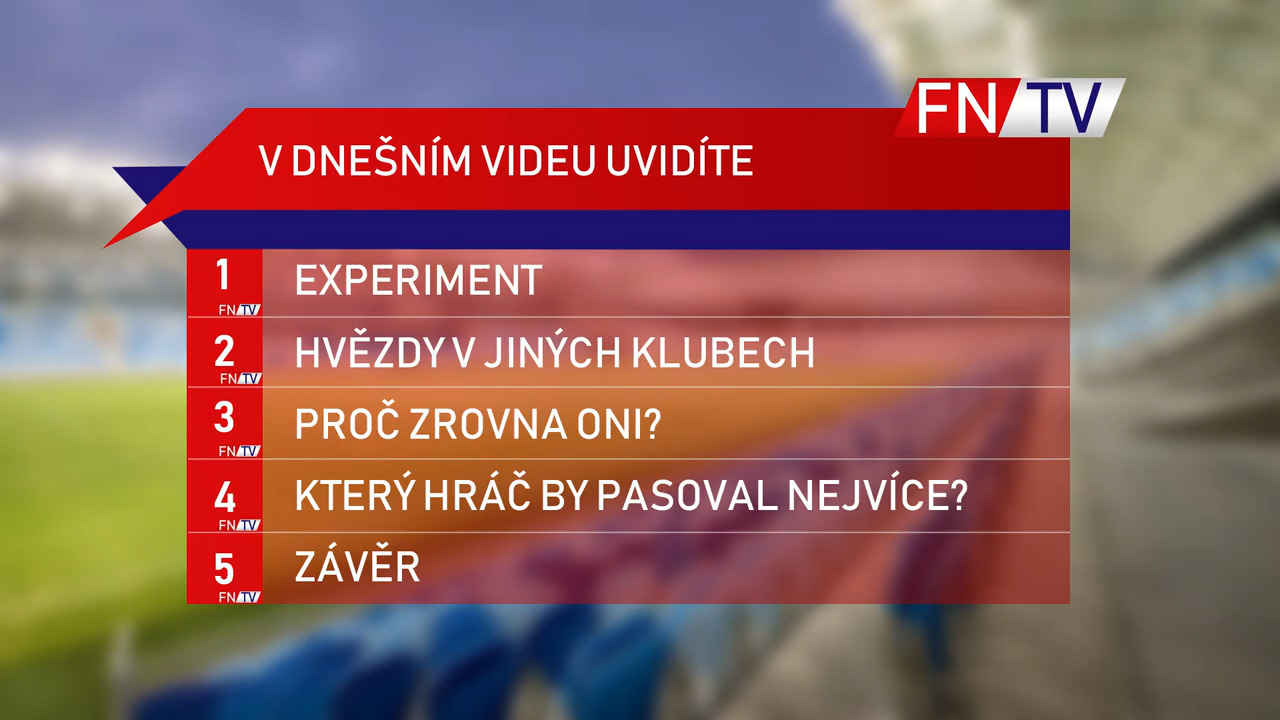 FN TV
V DNEŠNÍM VIDEU UVIDÍTE
1 EXPERIMENT
FN TV
2 HVĚZDY V JINÝCH KLUBECH
FN TV
3 PROČ ZROVNA ONI?
FN TV
4 KTERÝ HRÁČ BY PASOVAL NEJVÍCE?
FN TV
5 ZÁVĚR
FN TV